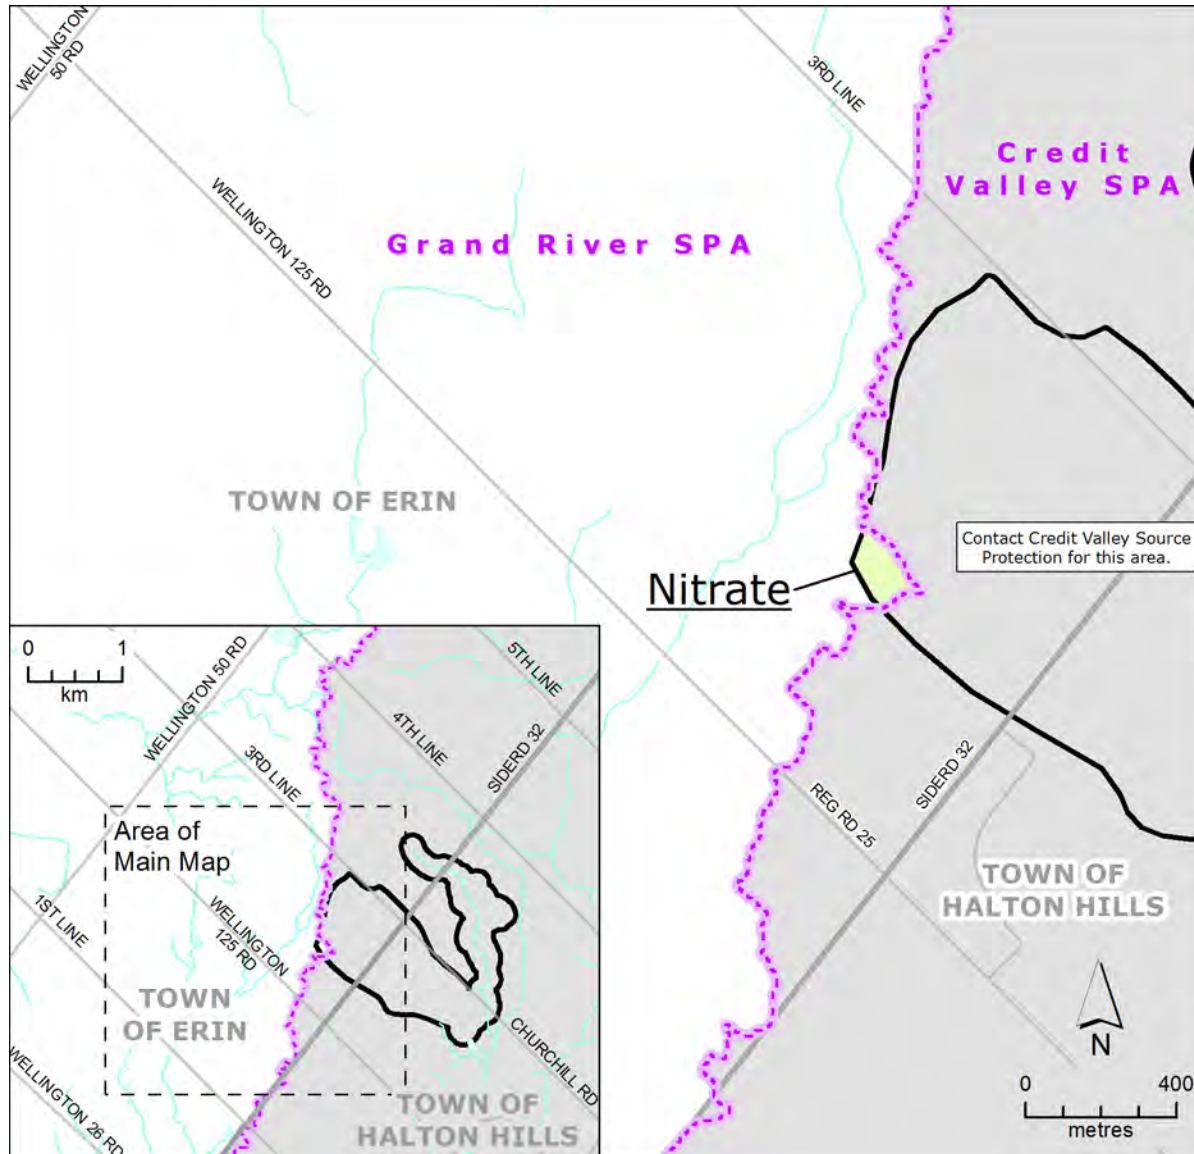 WELLINGTON
50 RD
3RD LINE
Credit
Valley SPA
WELLINGTON 125 RD
Grand River SPA
TOWN OF ERIN
Contact Credit Valley Source
Protection for this area.
Nitrate
SIDERD 32
REG RD 25
TOWN OF
HALTON HILLS
N
0 400
metres
0 1
km
WELLINGTON 50 RD
5TH LINE
4TH LINE
SIDERD 32
3RD LINE
Area of
Main Map
1ST LINE
WELLINGTON
125 RD
TOWN
OF ERIN
CHURCHILL RD
WELLINGTON 26 RD
TOWN OF
HALTON HILLS